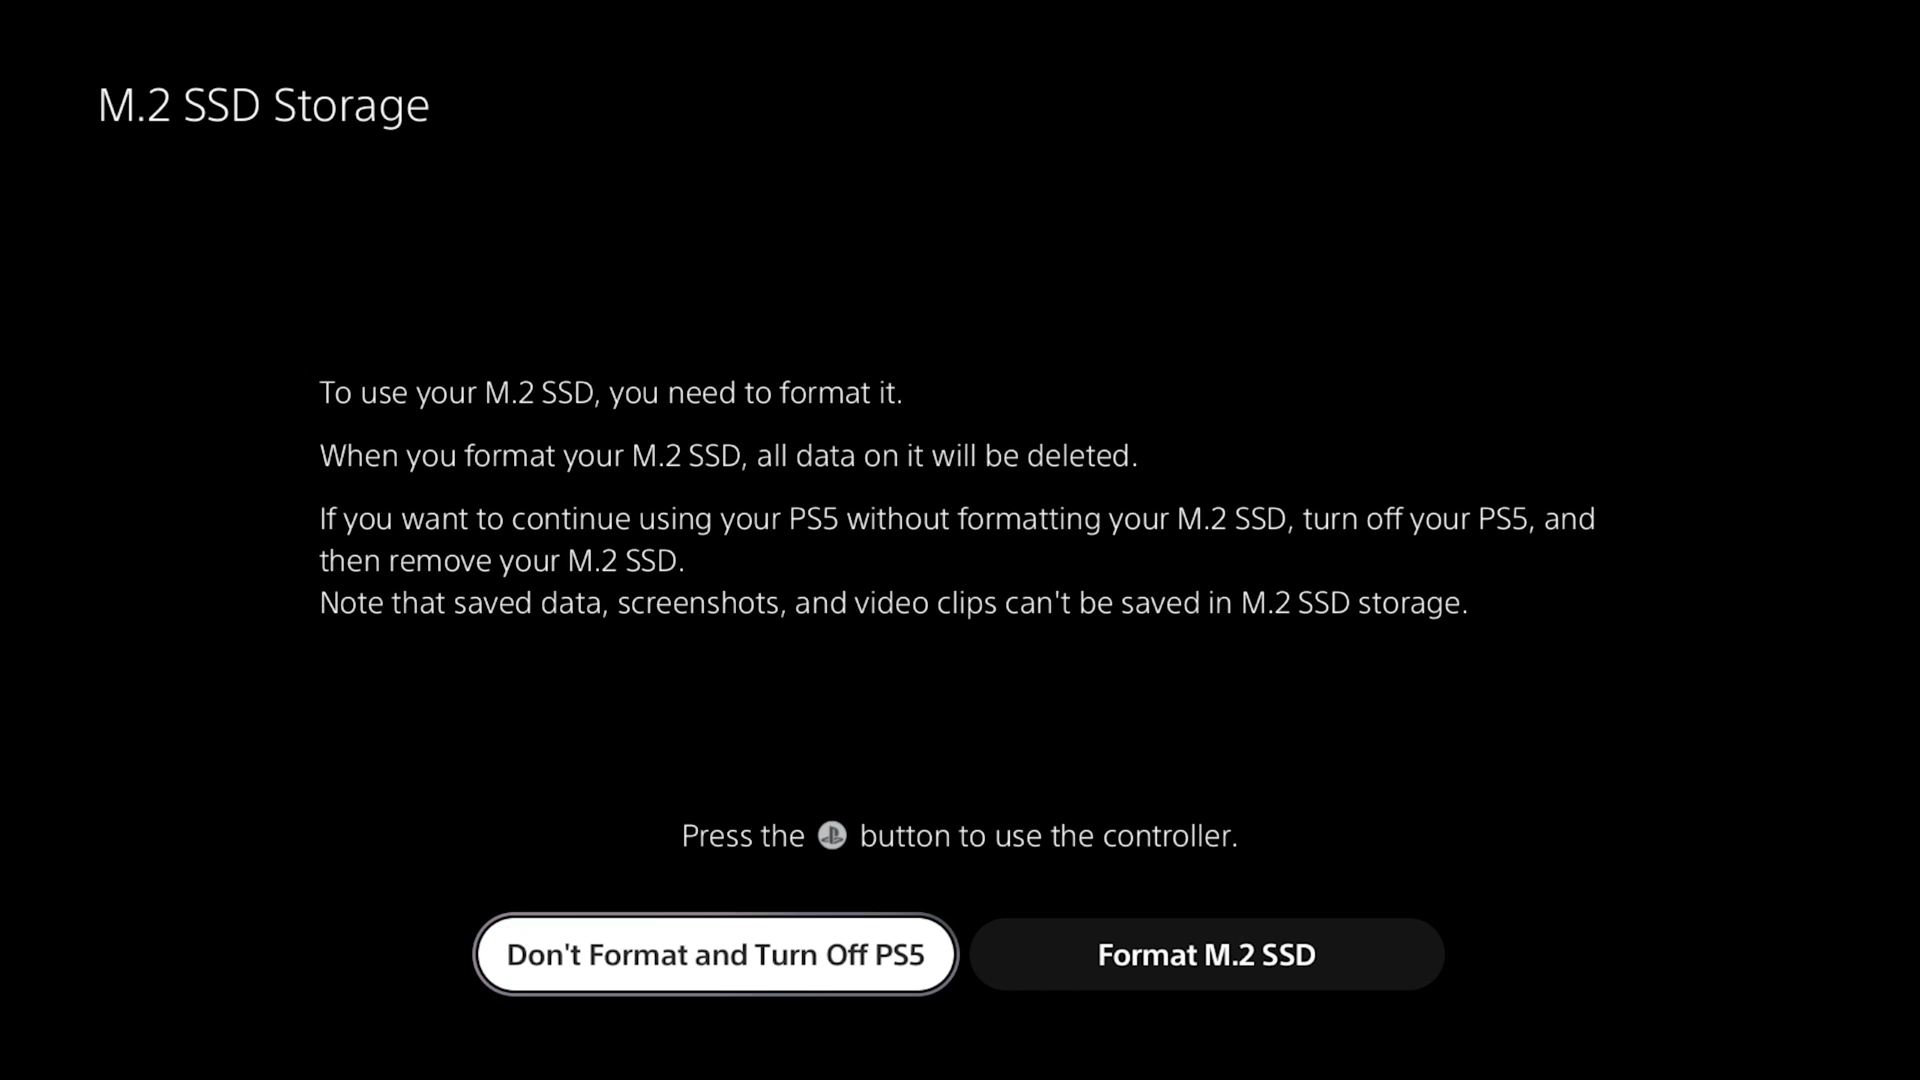 M.2 SSD Storage
To use your M.2 SSD, you need to format it.
When you format your M.2 SSD, all data on it will be deleted.
If you want to continue using your PS5 without formatting your M.2 SSD, turn off your PS5, and
then remove your M.2 SSD.
Note that saved data, screenshots, and video clips can't be saved in M.2 SSD storage.
Press the button to use the controller.
Don't Format and Turn Off PS5
Format M.2 SSD